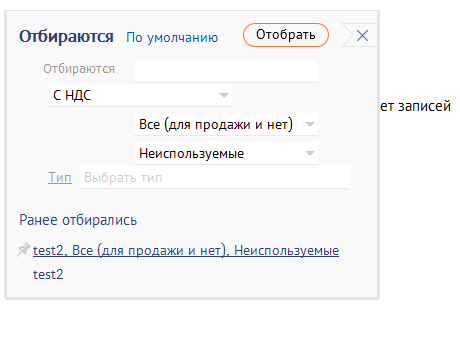 Отбираются По умолчанию Отобрать
Отбираются
С НДС
ет записей
Все (для продажи и нет)
Неиспользуемые
Тип Выбрать тип
Ранее отбирались
test2, Все (для продажи и нет), Неиспользуемые
test2